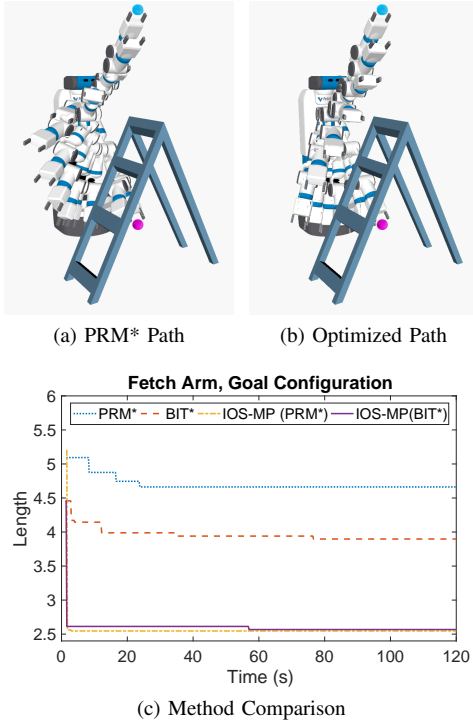 (a) PRM* Path
(b) Optimized Path
Fetch Arm, Goal Configuration
PRM* BIT* IOS-MP (PRM*) IOS-MP(BIT*)
6
5.5
5
4.5
4
3.5
3
2.5
Length
0 20 40 60 80 100 120
Time (s)
(c) Method Comparison